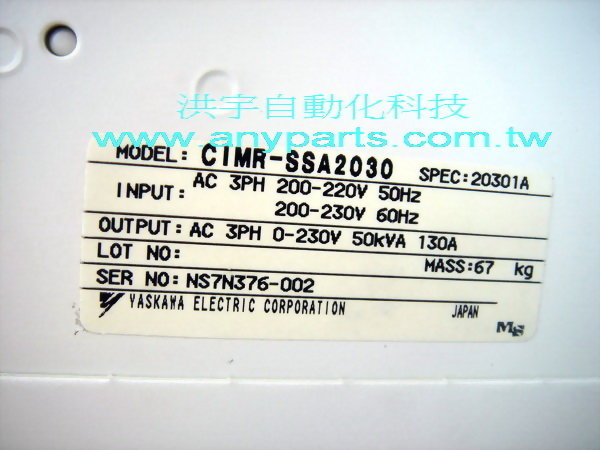 洪宇自動化科技
www.anyparts.com.tw
MODEL: CIMR-SSA2030 SPEC:20301A
INPUT: AC 3PH 200-220V 50Hz
200-230V 60Hz
OUTPUT: AC 3PH 0-230V 50kVA 130A
LOT NO: MASS:67 kg
SER NO: NS7N376-002
YASKAWA ELECTRIC CORPORATION JAPAN